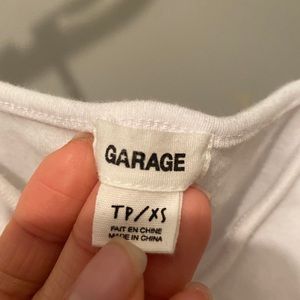 GARAGE
TP/XS
FAIT EN CHINE
MADE IN CHINA